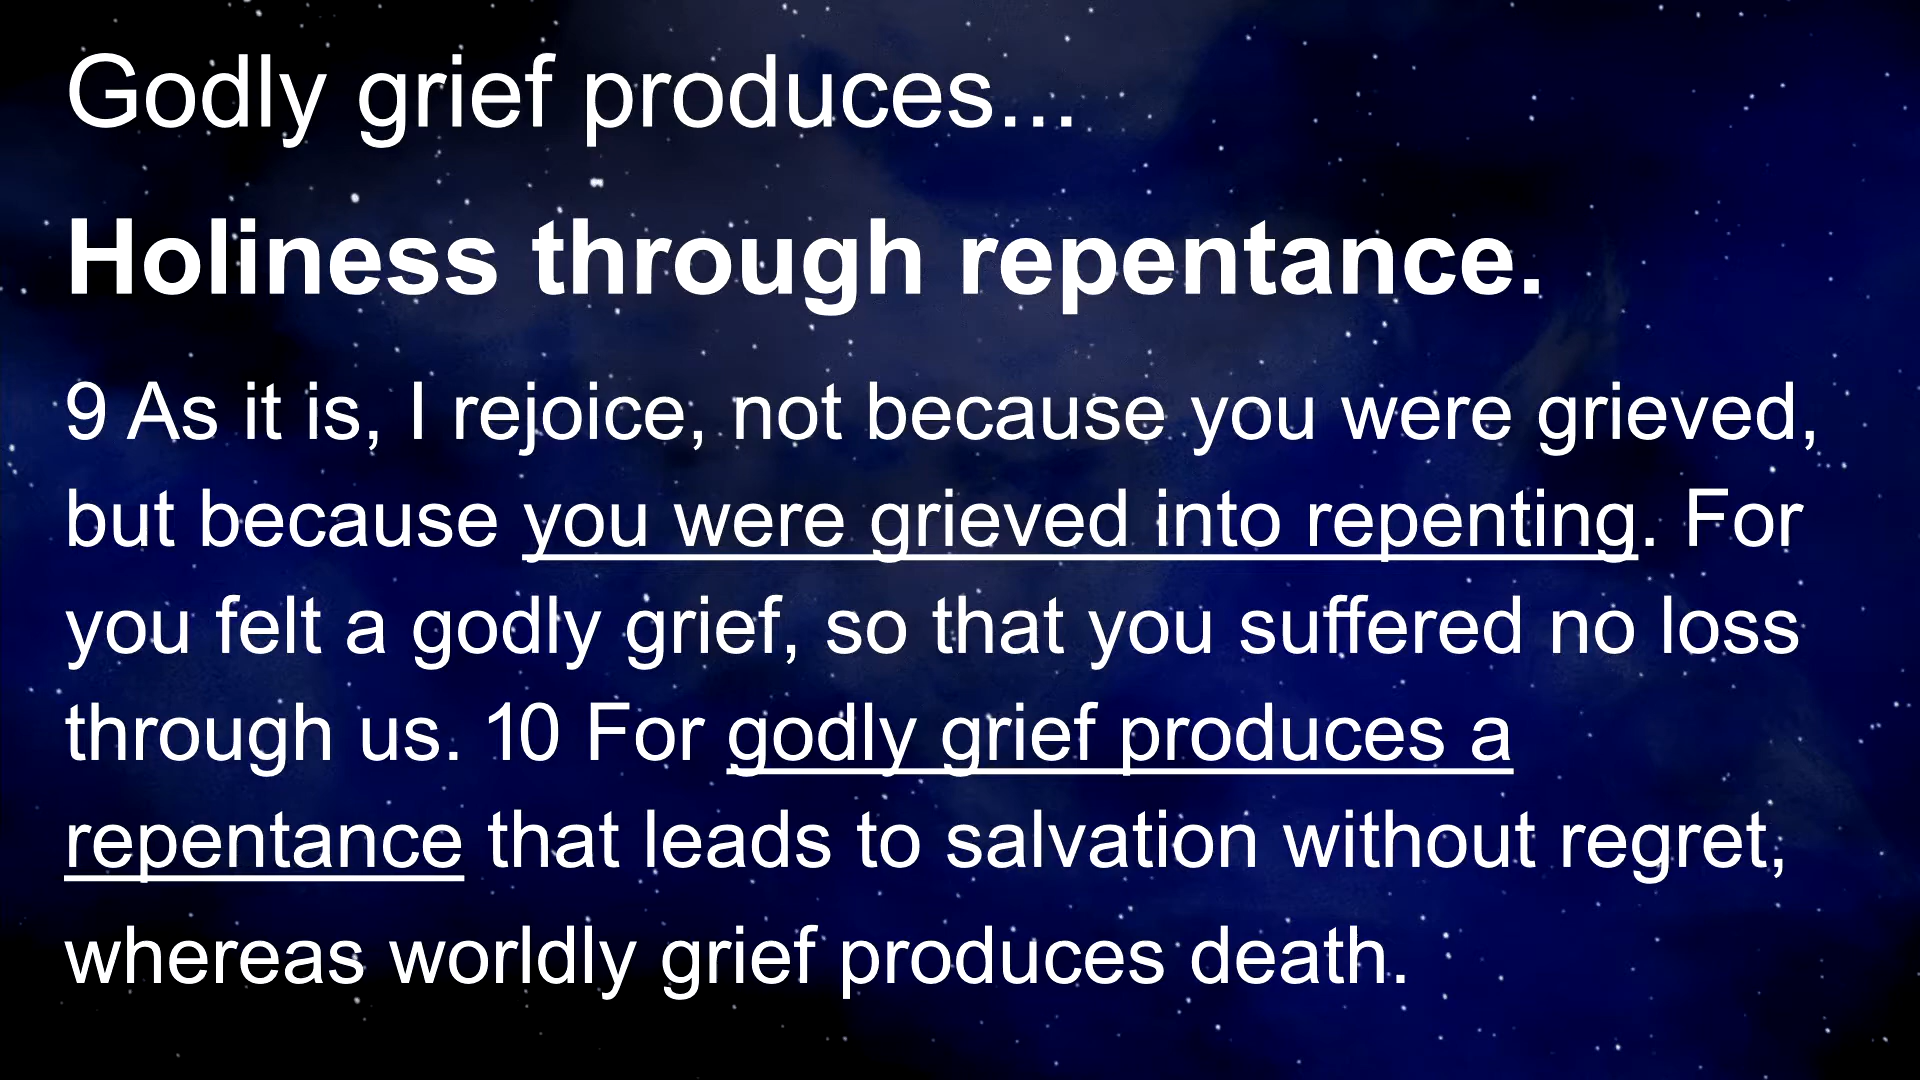 Godly grief produces...
Holiness through repentance.
9 As it is, I rejoice, not because you were grieved,
but because you were grieved into repenting. For
you felt a godly grief, so that you suffered no loss
through us. 10 For godly grief produces a
repentance that leads to salvation without regret,
whereas worldly grief produces death.